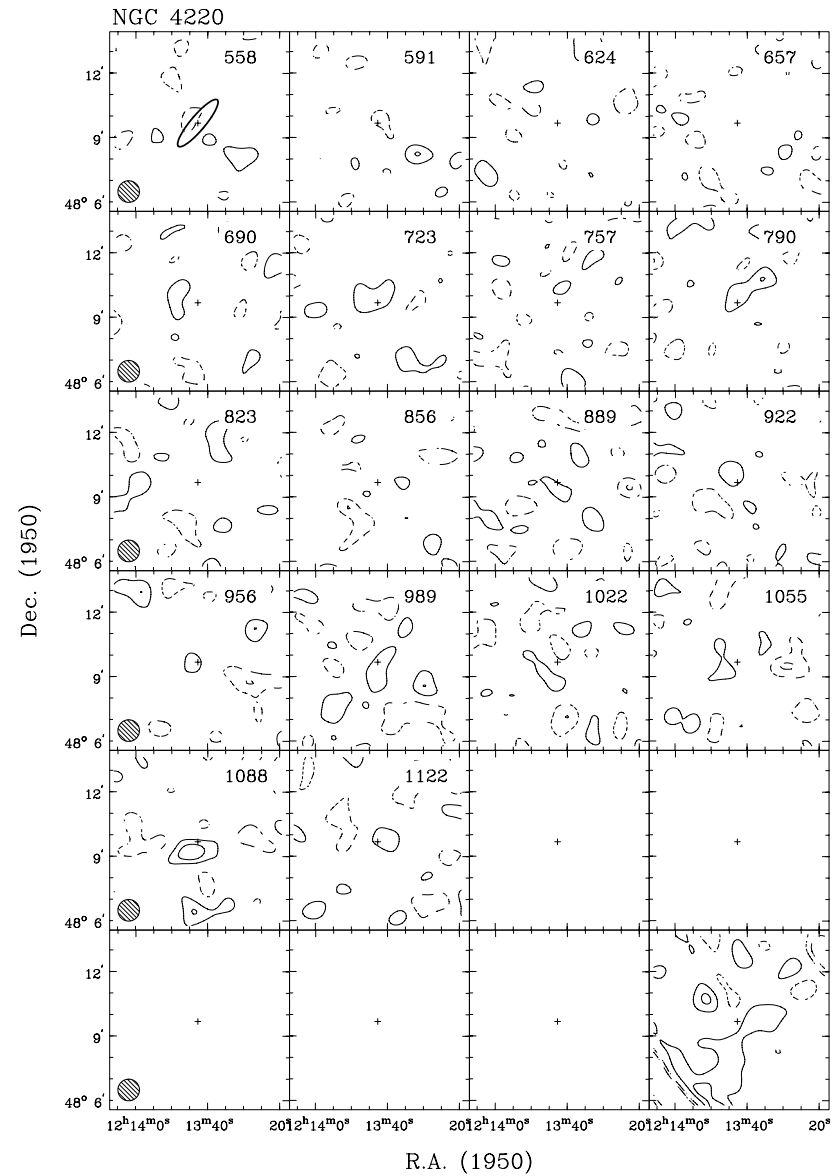 NGC 4220
12′ 558 591 624 657
9′
48° 6′
12′ 690 723 757 790
9′
48° 6′
12′ 823 856 889 922
9′
48° 6′
Dec. (1950)
12′ 956 989 1022 1055
9′
48° 6′
12′ 1088 1122
9′
48° 6′
12′
9′
48° 6′
12ʰ14ᵐ0ˢ 13ᵐ40ˢ 20ˢ 12ʰ14ᵐ0ˢ 13ᵐ40ˢ 20ˢ 12ʰ14ᵐ0ˢ 13ᵐ40ˢ 20ˢ 12ʰ14ᵐ0ˢ 13ᵐ40ˢ 20ˢ
R.A. (1950)